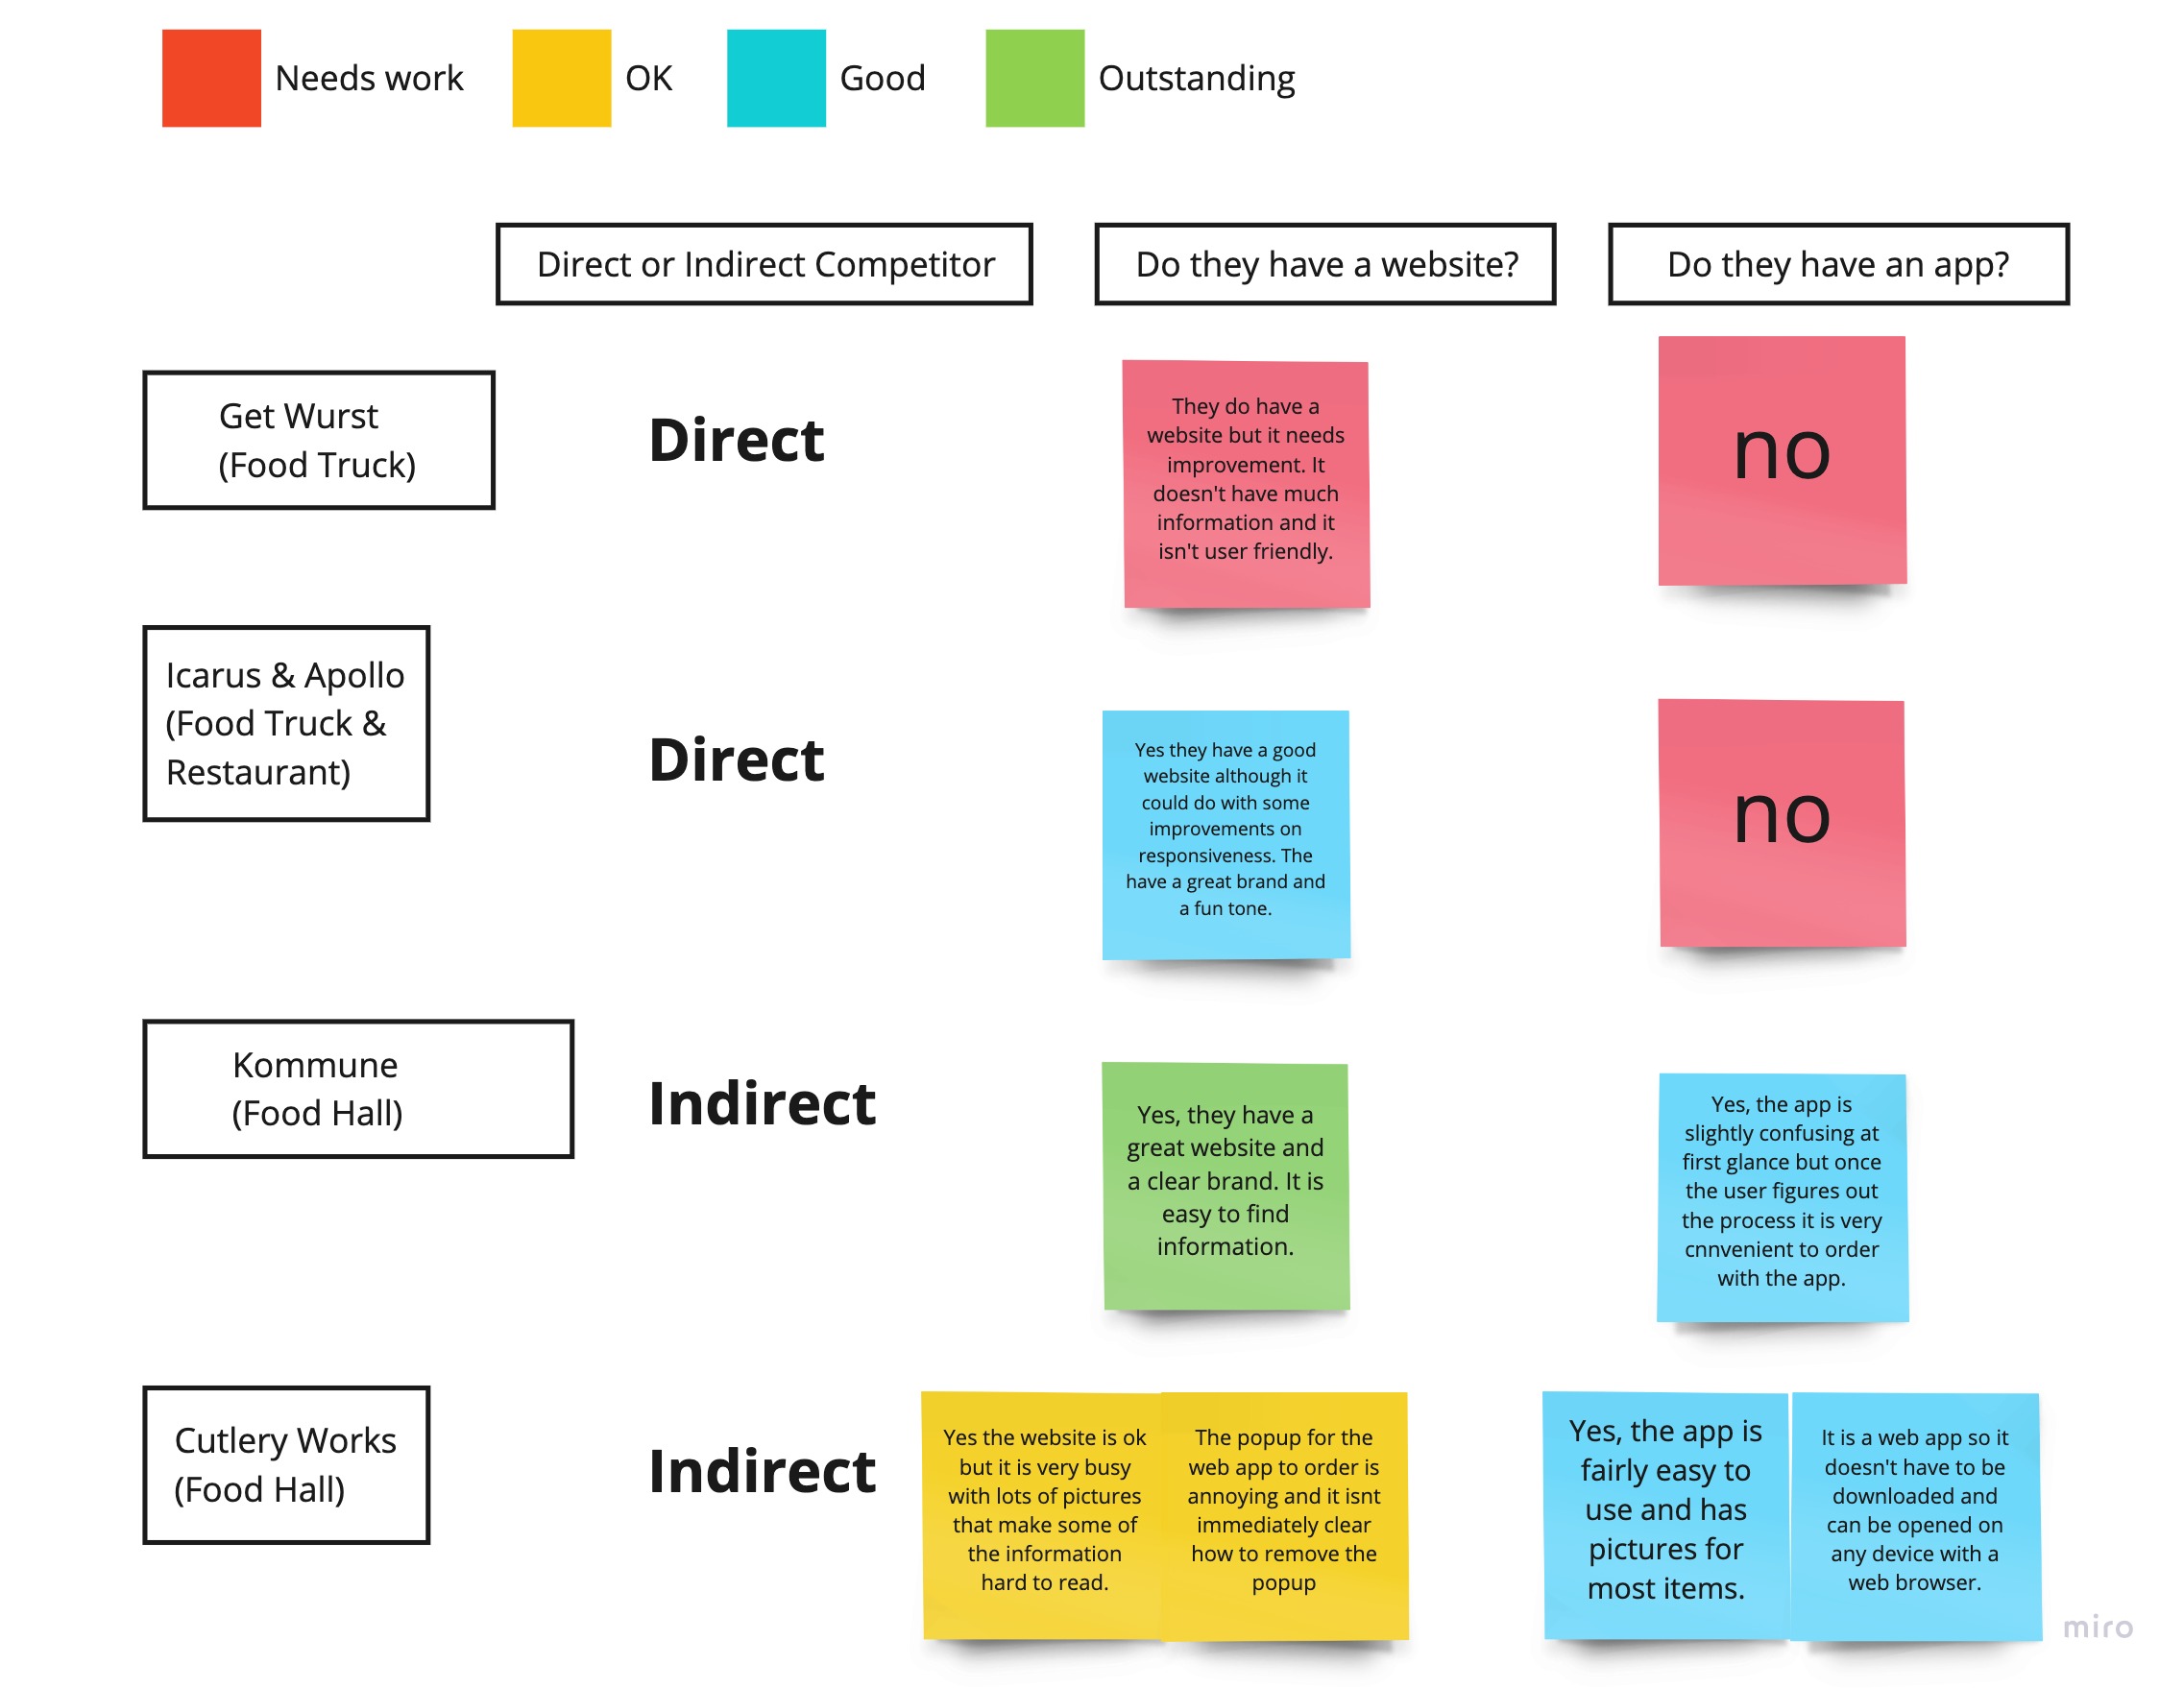 Needs work
OK
Good
Outstanding
Direct or Indirect Competitor
Do they have a website?
Do they have an app?
Get Wurst
(Food Truck)
Direct
They do have a
website but it needs
improvement. It
doesn't have much
information and it
isn't user friendly.
no
Icarus & Apollo
(Food Truck &
Restaurant)
Direct
Yes they have a good
website although it
could do with some
improvements on
responsiveness. The
have a great brand and
a fun tone.
no
Kommune
(Food Hall)
Indirect
Yes, they have a
great website and
a clear brand. It is
easy to find
information.
Yes, the app is
slightly confusing at
first glance but once
the user figures out
the process it is very
cnnvenient to order
with the app.
Cutlery Works
(Food Hall)
Indirect
Yes the website is ok
but it is very busy
with lots of pictures
that make some of
the information
hard to read.
The popup for the
web app to order is
annoying and it isnt
immediately clear
how to remove the
popup
Yes, the app is
fairly easy to
use and has
pictures for
most items.
It is a web app so it
doesn't have to be
downloaded and
can be opened on
any device with a
web browser.
miro